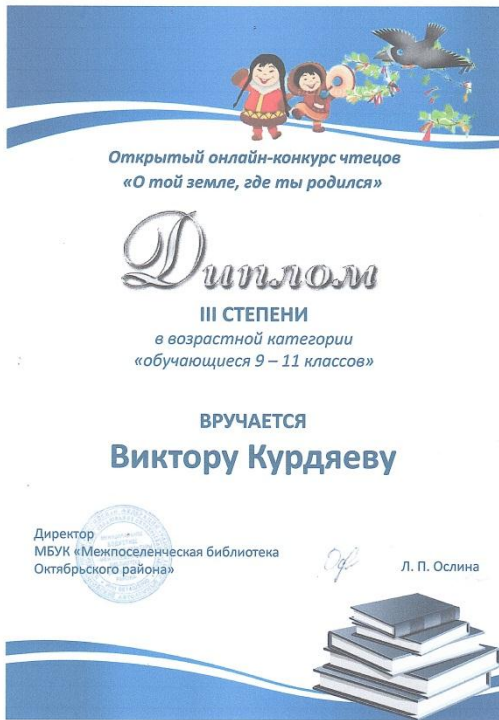 Открытый онлайн-конкурс чтецов
«О той земле, где ты родился»
Диплом
III СТЕПЕНИ
в возрастной категории
«обучающиеся 9 – 11 классов»
ВРУЧАЕТСЯ
Виктору Курдяеву
Директор
МБУК «Межпоселенческая библиотека
Октябрьского района»
Л. П. Ослина